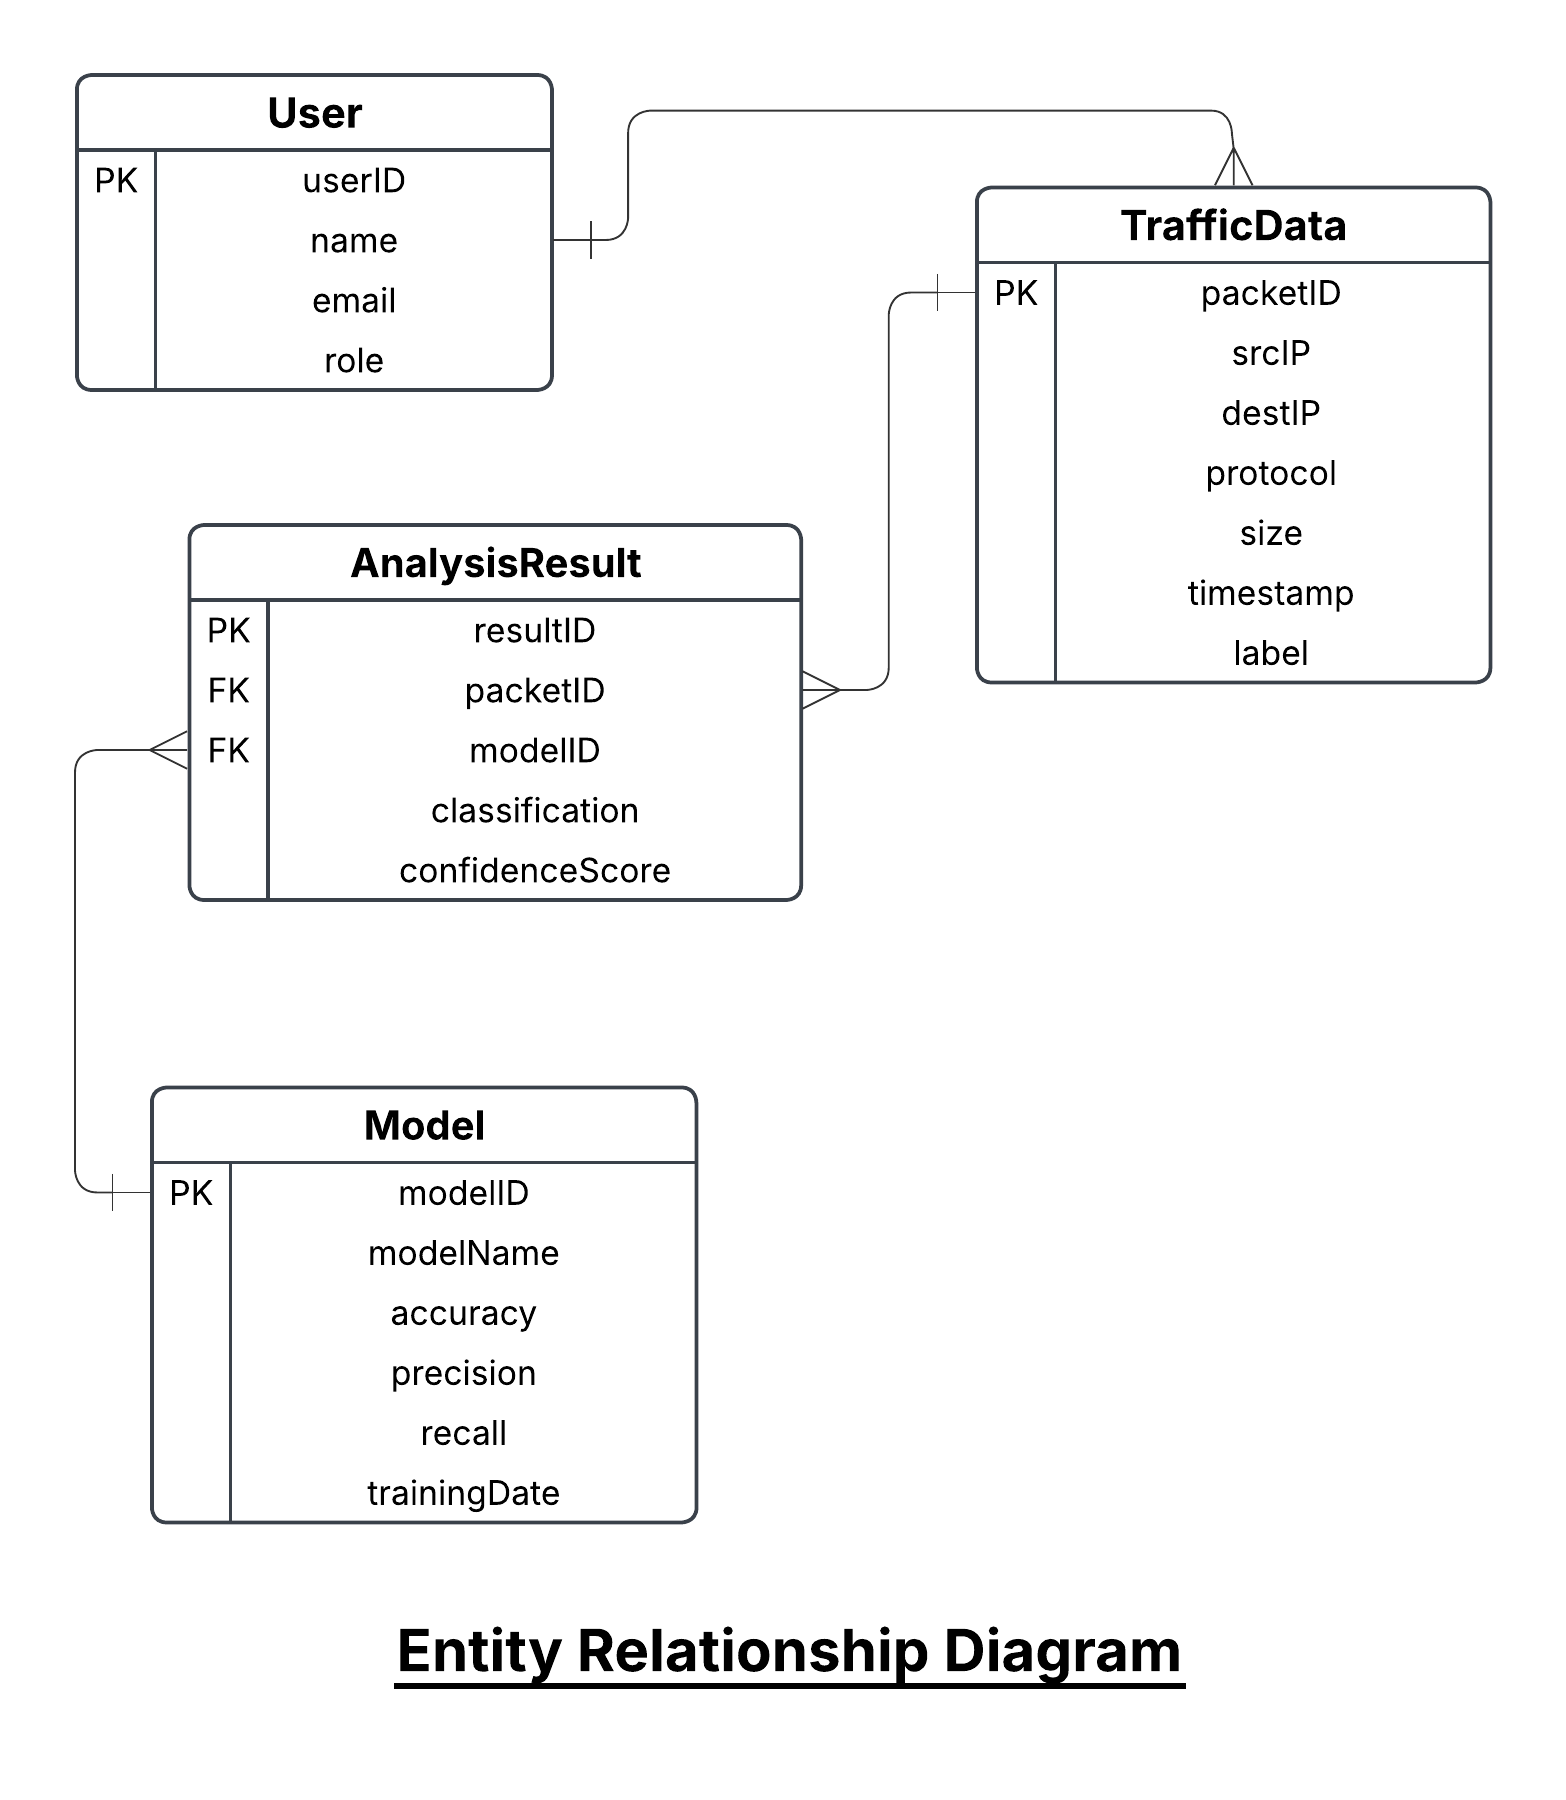 User
PK userID
name
email
role
TrafficData
PK packetID
srcIP
destIP
protocol
size
timestamp
label
AnalysisResult
PK resultID
FK packetID
FK modelID
classification
confidenceScore
Model
PK modelID
modelName
accuracy
precision
recall
trainingDate
Entity Relationship Diagram